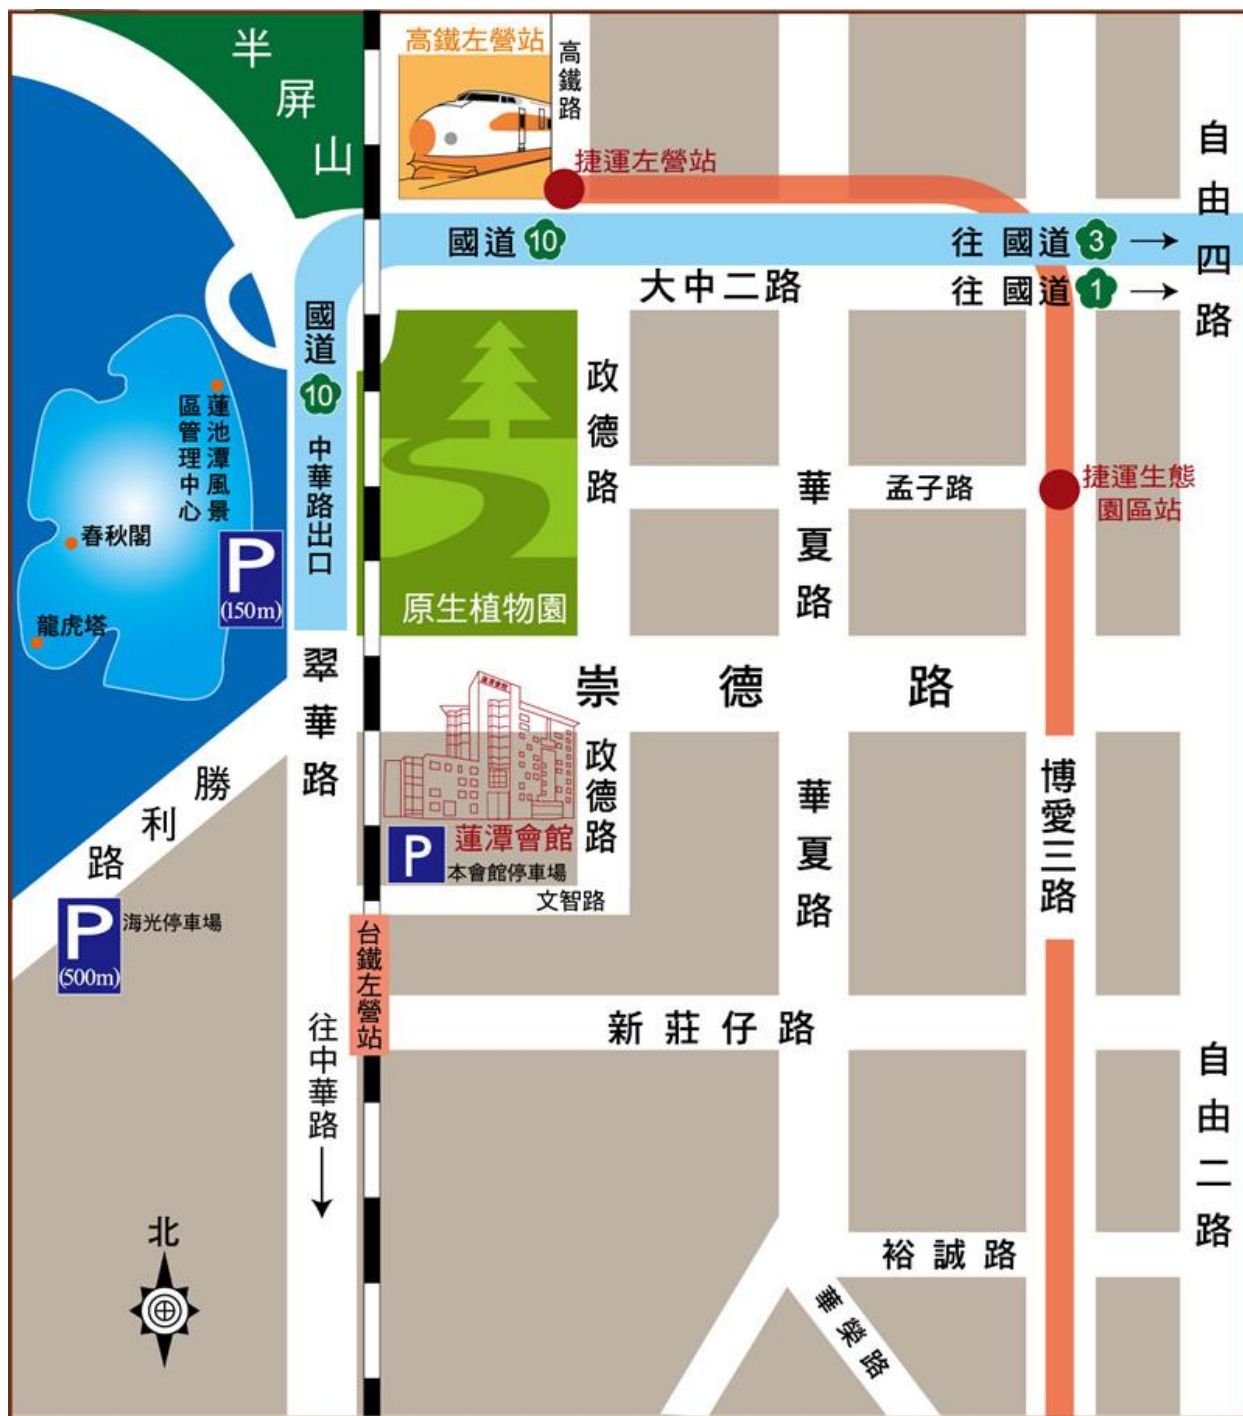 半屏山
高鐵左營站
高鐵路
捷運左營站
自由四路
國道 10
往 國道 3
大中二路
往 國道 1
國道 10 中華路出口
政德路
蓮池潭風景
區管理中心
華夏路
孟子路
捷運生態
園區站
春秋閣
P
(150m)
龍虎塔
原生植物園
翠華路
蓮潭會館
崇德路
政德路
勝利路
華夏路
博愛三路
P
蓮潭會館
本會館停車場
文智路
P
(500m)
海光停車場
台鐵左營站
往中華路
新莊仔路
自由二路
北
裕誠路
華榮路